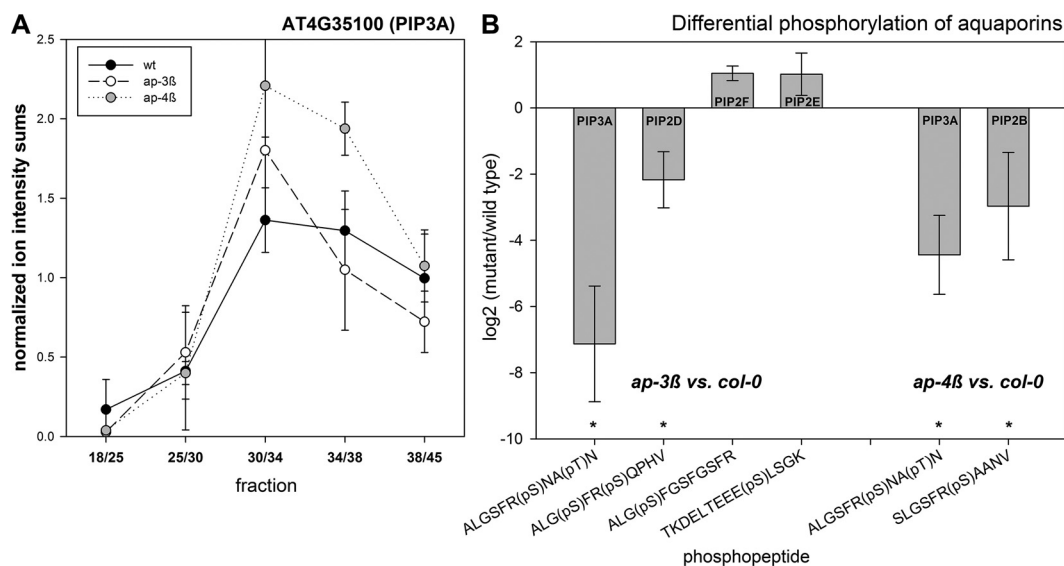 A
AT4G35100 (PIP3A)
2.5
2.0
1.5
1.0
0.5
0.0
wt
ap-3ß
ap-4ß
normalized ion intensity sums
18/25
25/30
30/34
34/38
38/45
fraction
B
Differential phosphorylation of aquaporins
2
0
-2
-4
-6
-8
-10
log2 (mutant/wild type)
PIP3A
PIP2D
PIP2F
PIP2E
PIP3A
PIP2B
ap-3ß vs. col-0
ap-4ß vs. col-0
* * * *
ALGSFR(pS)NA(pT)N
ALG(pS)FR(pS)QPHV
ALG(pS)FGSFGSFR
TKDELTEEE(pS)LSGK
ALGSFR(pS)NA(pT)N
SLGSFR(pS)AANV
phosphopeptide